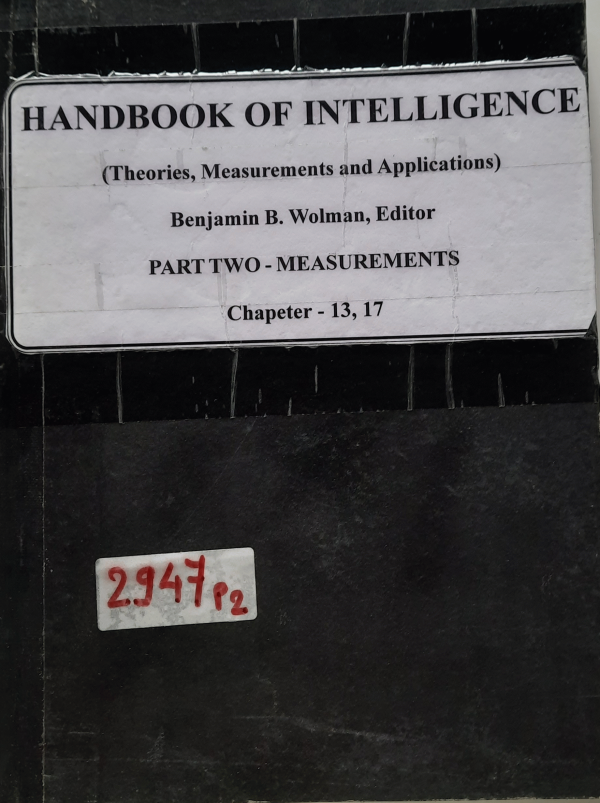 HANDBOOK OF INTELLIGENCE
(Theories, Measurements and Applications)
Benjamin B. Wolman, Editor
PART TWO - MEASUREMENTS
Chapeter - 13, 17
2947 P2